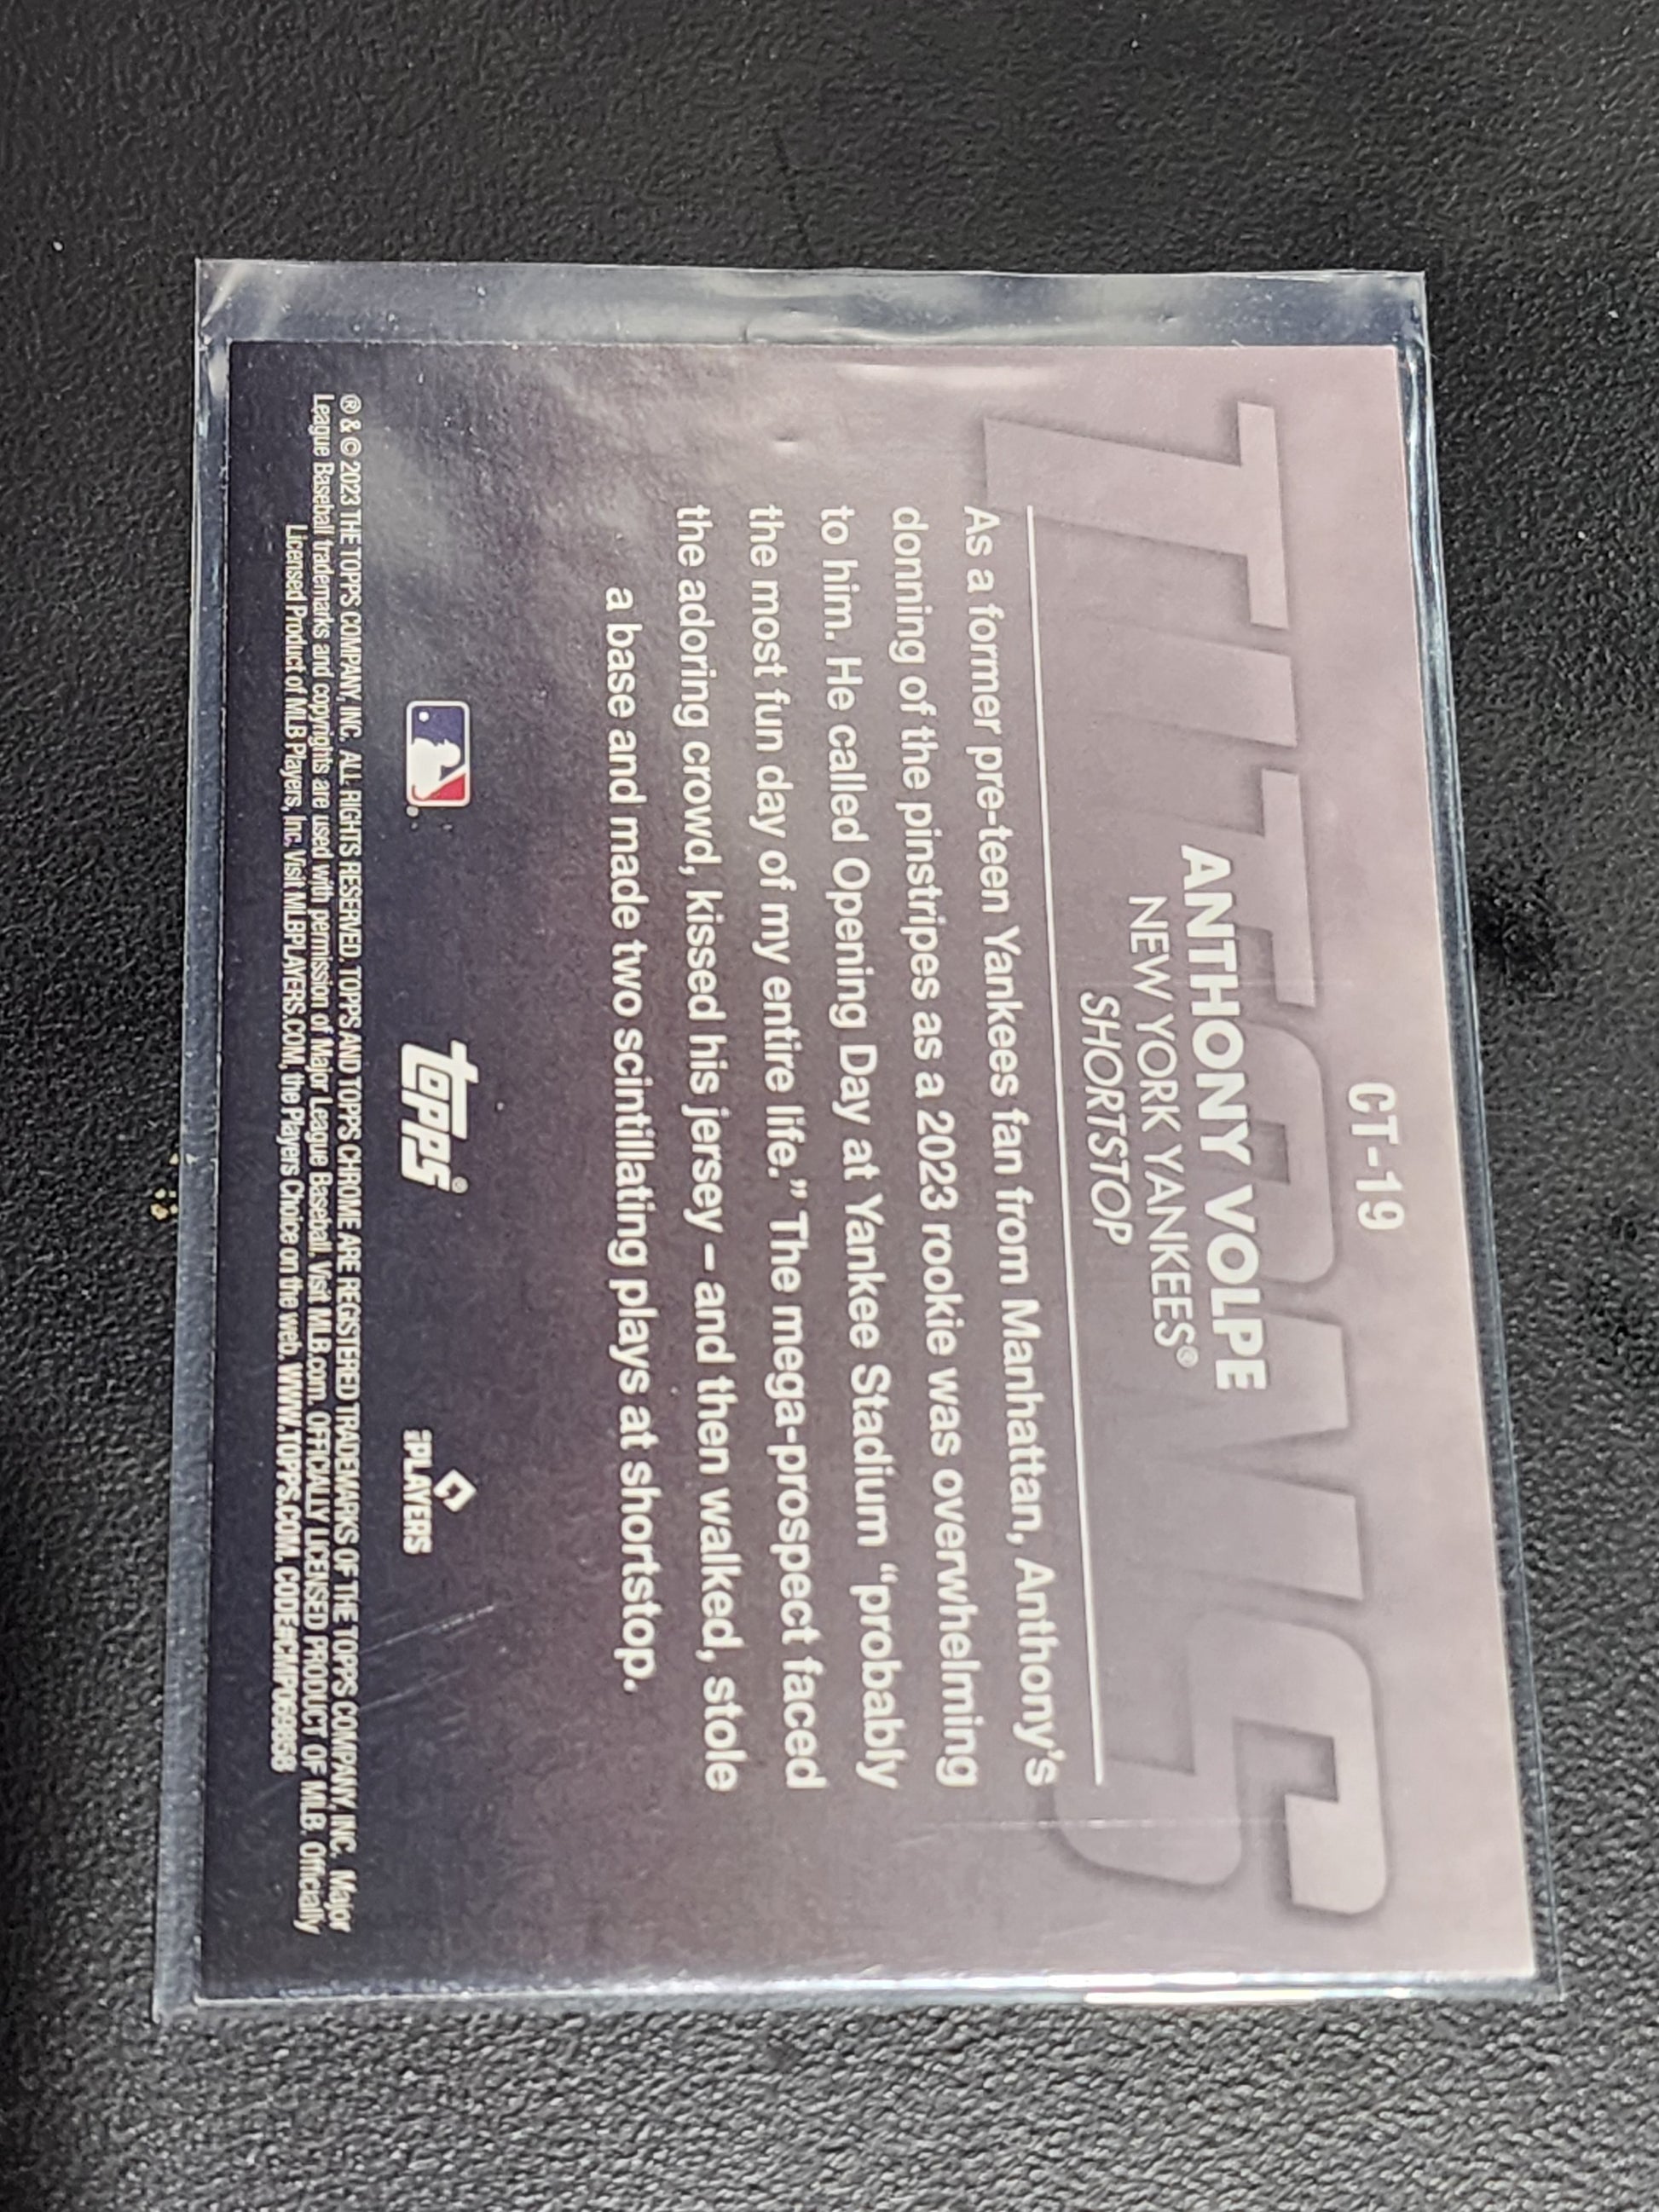 CT-19
TITANS
ANTHONY VOLPE
NEW YORK YANKEES®
SHORTSTOP
As a former pre-teen Yankees fan from Manhattan, Anthony's
donning of the pinstripes as a 2023 rookie was overwhelming
to him. He called Opening Day at Yankee Stadium “probably
the most fun day of my entire life.” The mega-prospect faced
the adoring crowd, kissed his jersey – and then walked, stole
a base and made two scintillating plays at shortstop.
topps®
MLB PLAYERS
® & © 2023 THE TOPPS COMPANY, INC. ALL RIGHTS RESERVED. TOPPS AND TOPPS CHROME ARE REGISTERED TRADEMARKS OF THE TOPPS COMPANY, INC. Major
League Baseball trademarks and copyrights are used with permission of Major League Baseball. Visit MLB.com. OFFICIALLY LICENSED PRODUCT OF MLB. Officially
Licensed Product of MLB Players, Inc. Visit MLBPLAYERS.COM, the Players Choice on the web. WWW.TOPPS.COM. CODE#CMP069858